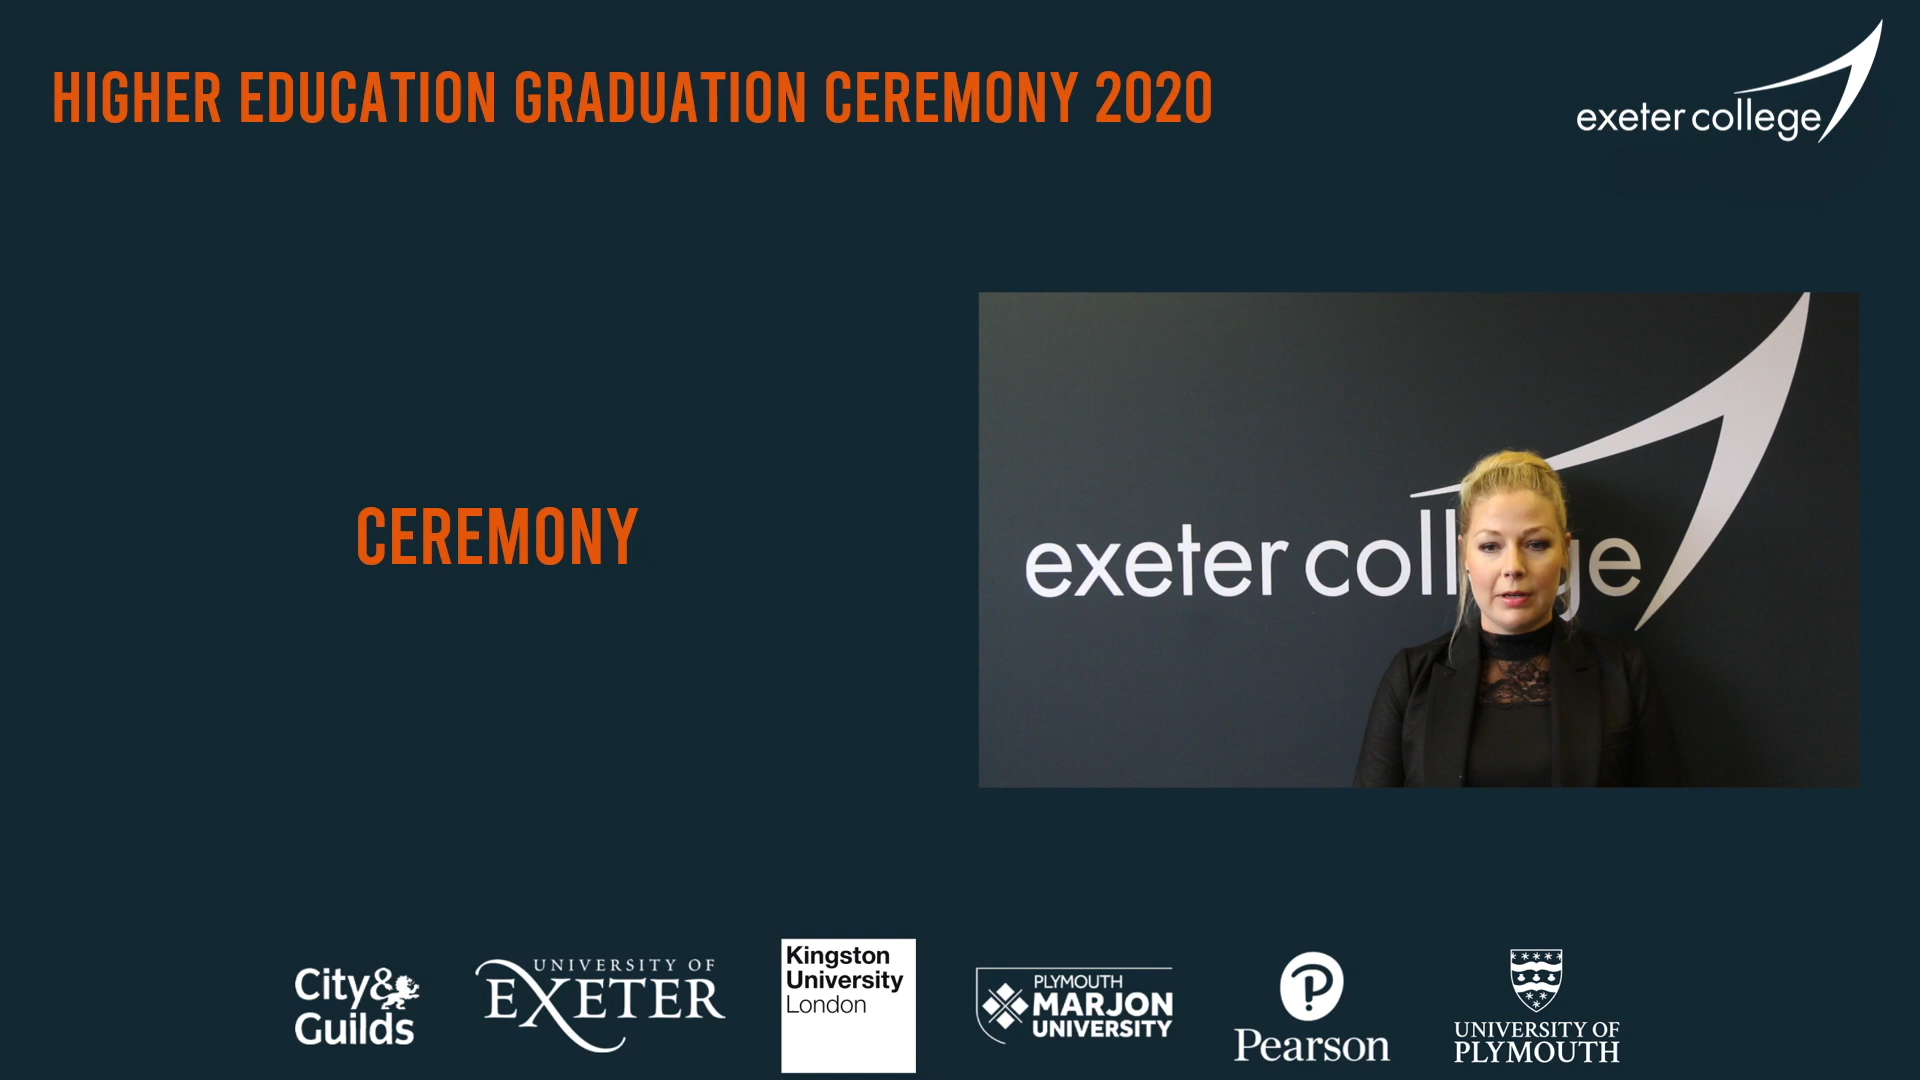 HIGHER EDUCATION GRADUATION CEREMONY 2020
exeter college
CEREMONY
exeter coll ge
City&
Guilds
UNIVERSITY OF
EXETER
Kingston
University
London
PLYMOUTH
MARJON
UNIVERSITY
Pearson
UNIVERSITY OF
PLYMOUTH